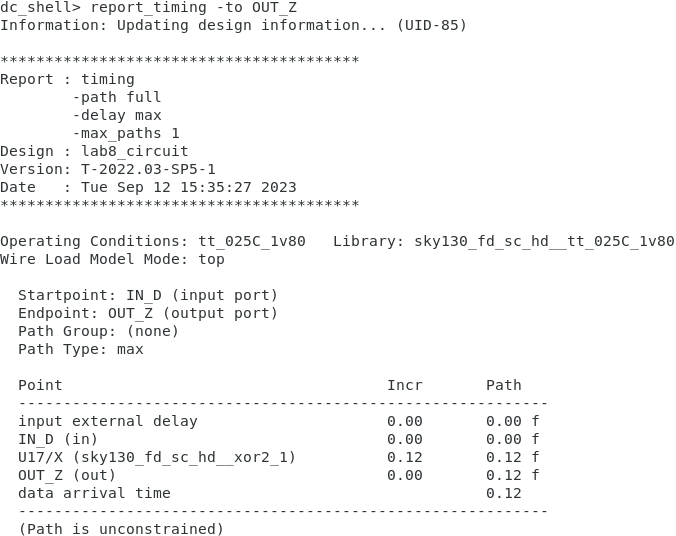 dc_shell> report_timing -to OUT_Z
Information: Updating design information... (UID-85)

****************************************
Report : timing
        -path full
        -delay max
        -max_paths 1
Design : lab8_circuit
Version: T-2022.03-SP5-1
Date   : Tue Sep 12 15:35:27 2023
****************************************

Operating Conditions: tt_025C_1v80   Library: sky130_fd_sc_hd__tt_025C_1v80
Wire Load Model Mode: top

  Startpoint: IN_D (input port)
  Endpoint: OUT_Z (output port)
  Path Group: (none)
  Path Type: max

  Point                                    Incr       Path
  -----------------------------------------------------------
  input external delay                     0.00       0.00 f
  IN_D (in)                                0.00       0.00 f
  U17/X (sky130_fd_sc_hd__xor2_1)          0.12       0.12 f
  OUT_Z (out)                              0.00       0.12 f
  data arrival time                                   0.12
  -----------------------------------------------------------
  (Path is unconstrained)